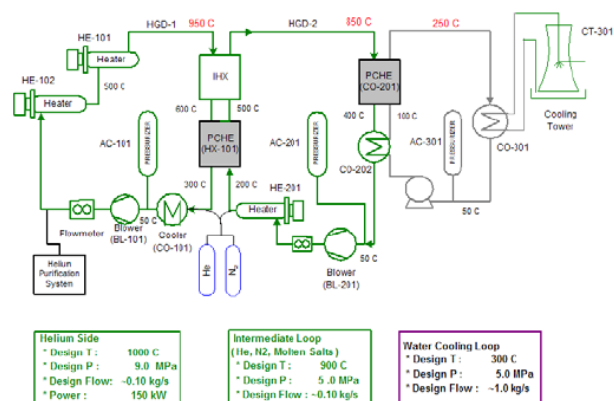 HE-101
HGD-1
950 C
HGD-2
850 C
250 C
CT-301
HE-102
Heater
500 C
Heater
IHX
PCHE
(CO-201)
Cooling
Tower
600 C
500 C
400 C
100 C
AC-101
PRESSURIZER
PCHE
(HX-101)
AC-201
PRESSURIZER
CO-202
AC-301
PRESSURIZER
CO-301
300 C
200 C
HE-201
Heater
50 C
50 C
50 C
Flowmeter
Blower
(BL-101)
Cooler
(CO-101)
Helium
Purification
System
He
N2
Blower
(BL-201)
Helium Side
* Design T : 1000 C
* Design P : 9.0 MPa
* Design Flow: ~0.10 kg/s
* Power : 150 kW
Intermediate Loop
(He, N2, Molten Salts)
* Design T : 900 C
* Design P : 5.0 MPa
* Design Flow : ~0.10 kg/s
Water Cooling Loop
* Design T : 300 C
* Design P : 5.0 MPa
* Design Flow : ~1.0 kg/s